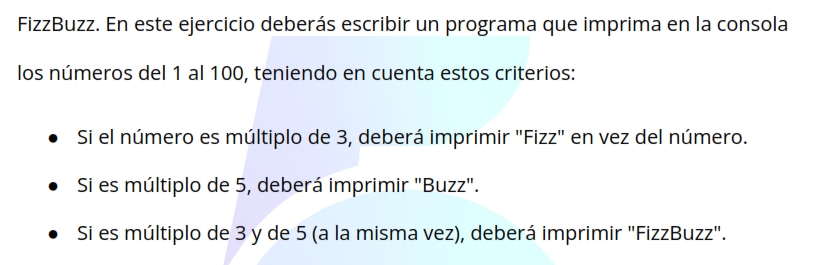 FizzBuzz. En este ejercicio deberás escribir un programa que imprima en la consola
los números del 1 al 100, teniendo en cuenta estos criterios:
● Si el número es múltiplo de 3, deberá imprimir "Fizz" en vez del número.
● Si es múltiplo de 5, deberá imprimir "Buzz".
● Si es múltiplo de 3 y de 5 (a la misma vez), deberá imprimir "FizzBuzz".